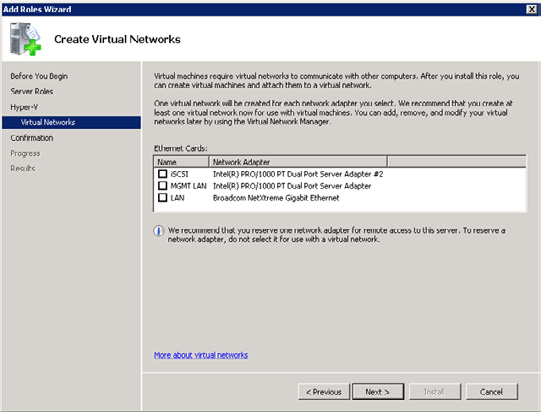 Add Roles Wizard
Create Virtual Networks
Before You Begin
Server Roles
Hyper-V
Virtual Networks
Confirmation
Progress
Results
Virtual machines require virtual networks to communicate with other computers. After you install this role, you
can create virtual machines and attach them to a virtual network.
One virtual network will be created for each network adapter you select. We recommend that you create at
least one virtual network now for use with virtual machines. You can add, remove, and modify your virtual
networks later by using the Virtual Network Manager.
Ethernet Cards:
Name Network Adapter
iSCSI Intel(R) PRO/1000 PT Dual Port Server Adapter #2
MGMT LAN Intel(R) PRO/1000 PT Dual Port Server Adapter
LAN Broadcom NetXtreme Gigabit Ethernet
We recommend that you reserve one network adapter for remote access to this server. To reserve a
network adapter, do not select it for use with a virtual network.
More about virtual networks
< Previous Next > Install Cancel